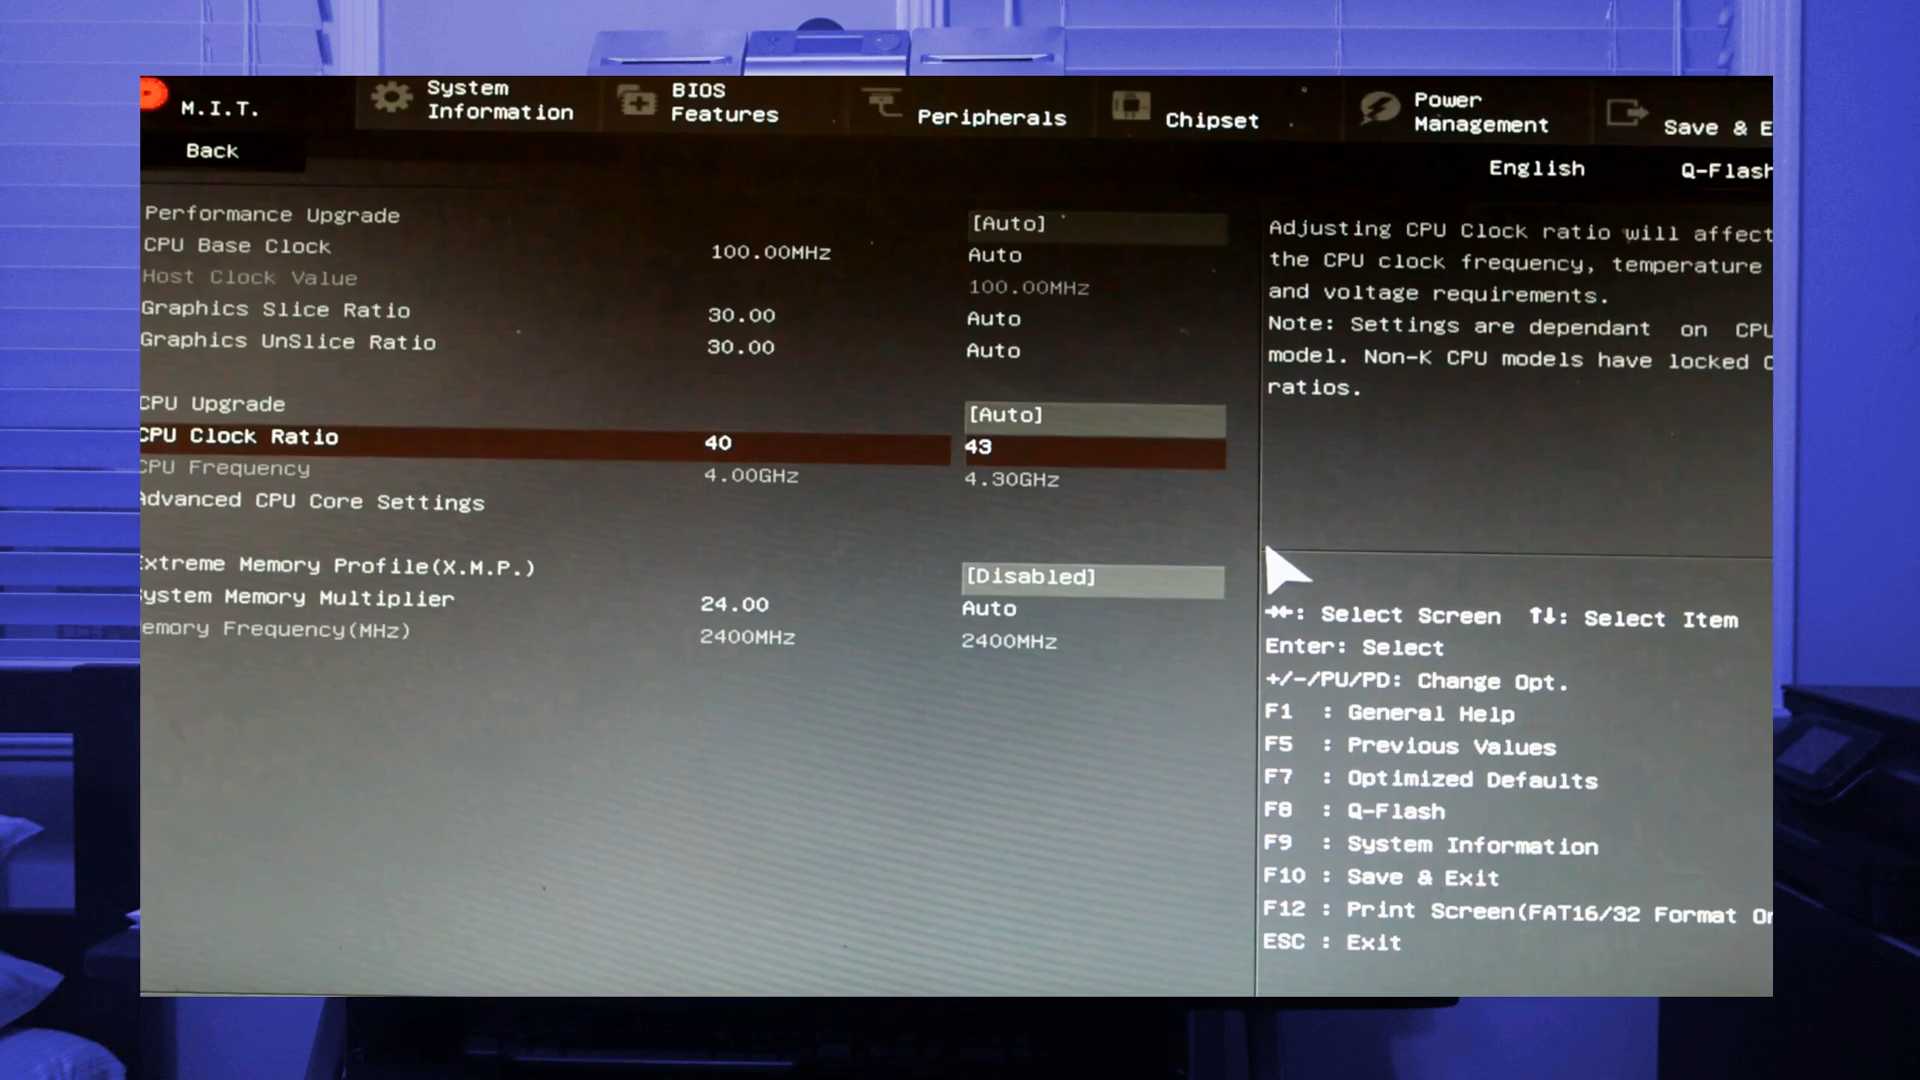 M.I.T.
System
Information
BIOS
Features
Peripherals
Chipset
Power
Management
Save & E
Back
English
Q-Flash
Performance Upgrade [Auto]
CPU Base Clock 100.00MHz Auto
Host Clock Value 100.00MHz
Graphics Slice Ratio 30.00 Auto
Graphics UnSlice Ratio 30.00 Auto
CPU Upgrade [Auto]
CPU Clock Ratio 40 43
CPU Frequency 4.00GHz 4.30GHz
Advanced CPU Core Settings
Extreme Memory Profile(X.M.P.) [Disabled]
System Memory Multiplier 24.00 Auto
emory Frequency(MHz) 2400MHz 2400MHz
Adjusting CPU Clock ratio will affect
the CPU clock frequency, temperature
and voltage requirements.
Note: Settings are dependant on CPU
model. Non-K CPU models have locked C
ratios.
→←: Select Screen ↑↓: Select Item
Enter: Select
+/-/PU/PD: Change Opt.
F1 : General Help
F5 : Previous Values
F7 : Optimized Defaults
F8 : Q-Flash
F9 : System Information
F10 : Save & Exit
F12 : Print Screen(FAT16/32 Format On
ESC : Exit